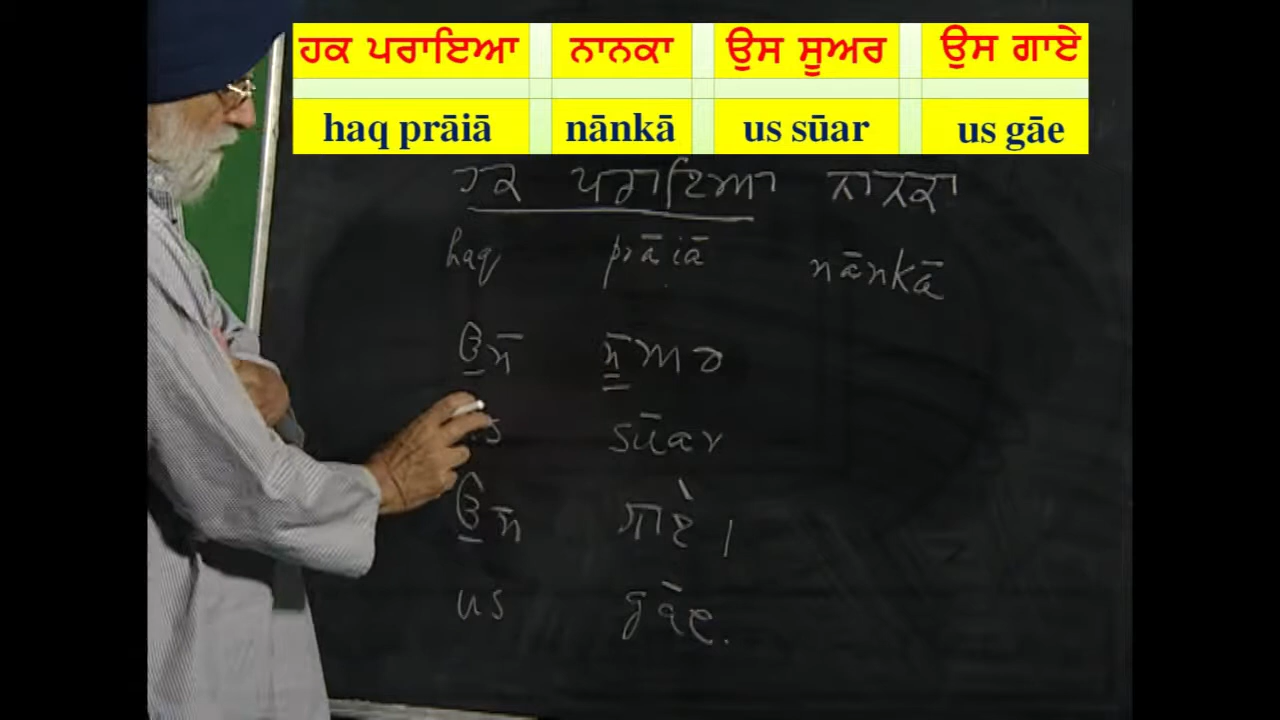 ਹਕ ਪਰਾਇਆ ਨਾਨਕਾ ਉਸ ਸੂਅਰ ਉਸ ਗਾਏ
haq prāiā nānkā us sūar us gāe
ਹਕ ਪਰਾਇਆ ਨਾਨਕਾ
haq prāiā nānkā
ਉਸ ਸੂਅਰ
sūar
ਉਸ ਗਾਏ।
us gāe.